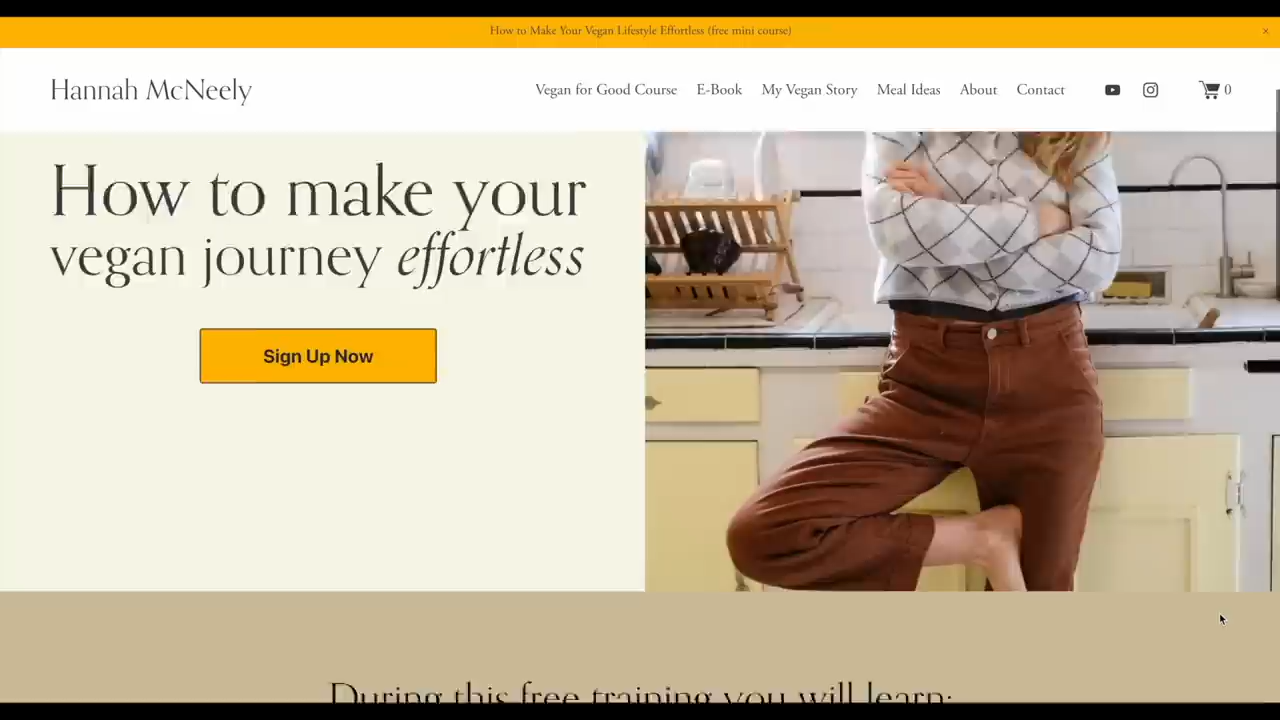 How to Make Your Vegan Lifestyle Effortless (free mini course)
×
Hannah McNeely
Vegan for Good Course E-Book My Vegan Story Meal Ideas About Contact 0
How to make your
vegan journey effortless
Sign Up Now
During this free training you will learn: